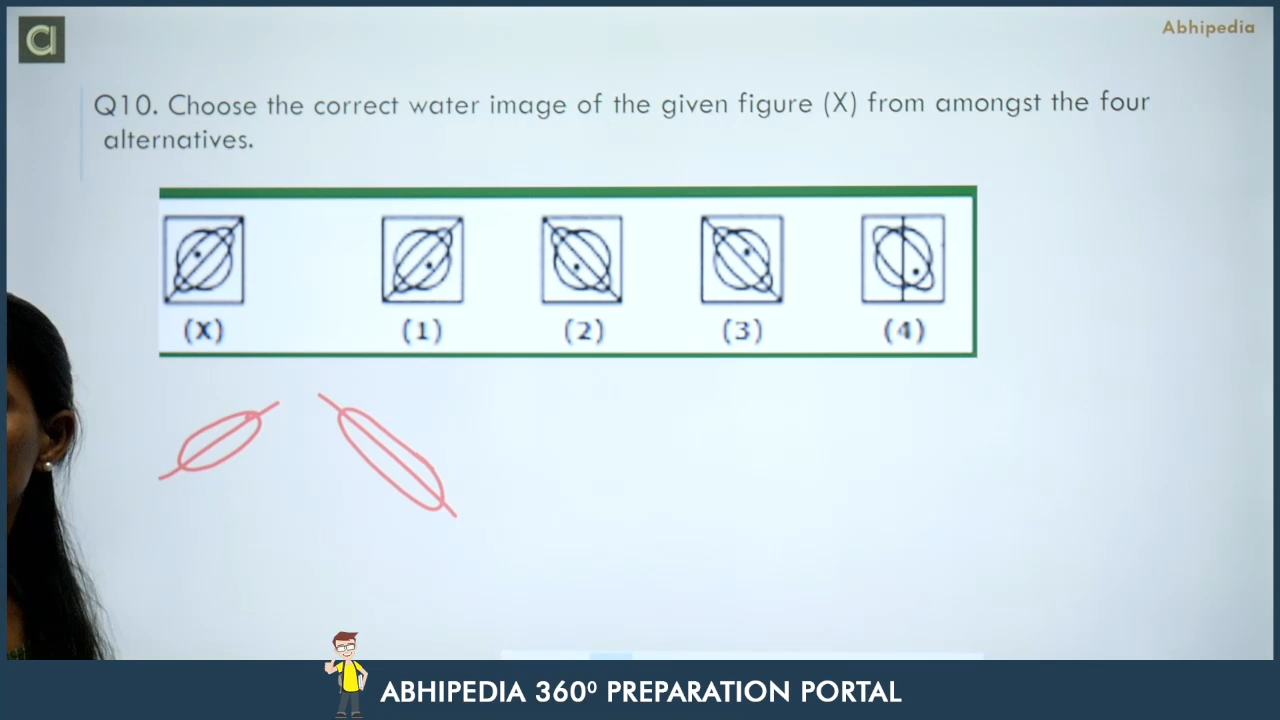 Abhipedia
Q10. Choose the correct water image of the given figure (X) from amongst the four
alternatives.
(X) (1) (2) (3) (4)
ABHIPEDIA 360⁰ PREPARATION PORTAL